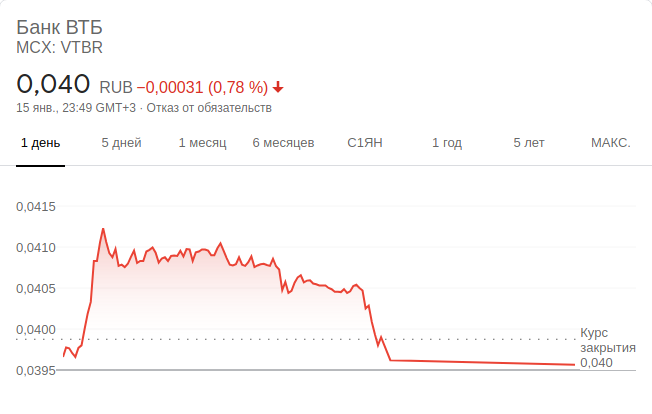 Банк ВТБ
MCX: VTBR
0,040 RUB −0,00031 (0,78 %)
15 янв., 23:49 GMT+3 · Отказ от обязательств
1 день 5 дней 1 месяц 6 месяцев С1ЯН 1 год 5 лет МАКС.
0,0415
0,0410
0,0405
0,0400
0,0395
Курс
закрытия
0,040